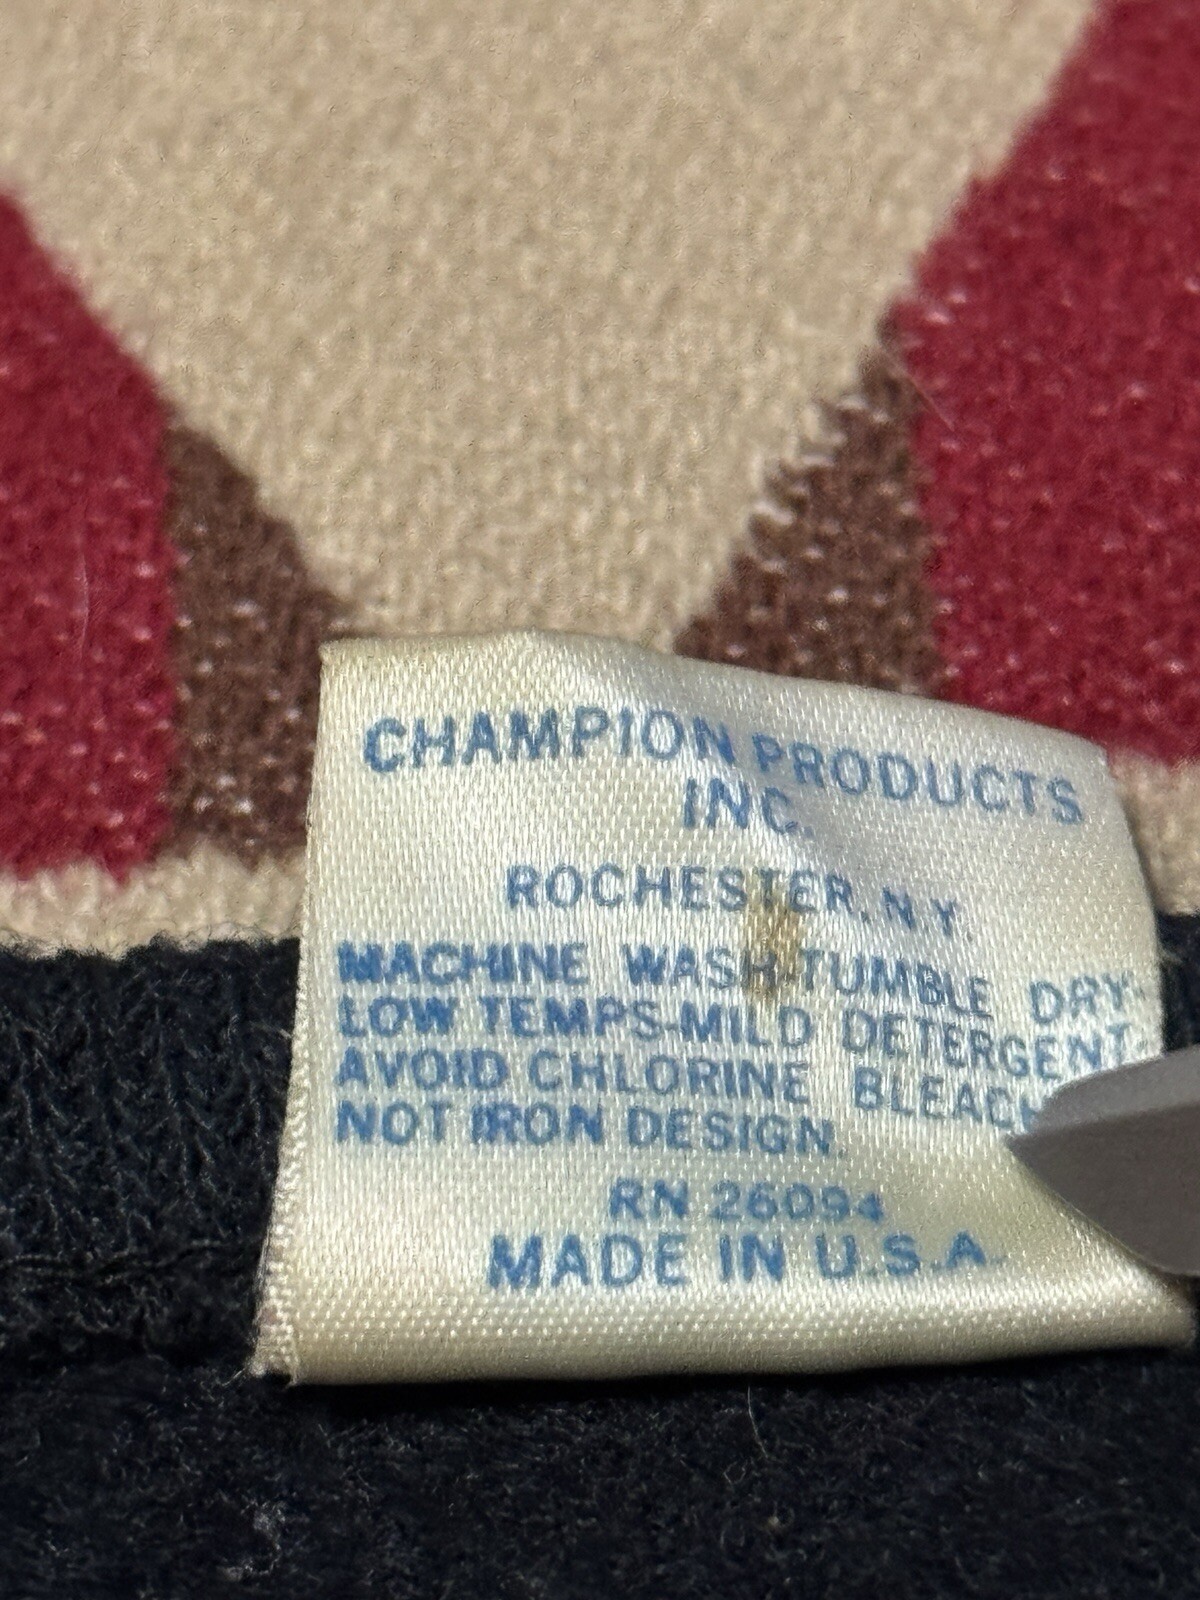 CHAMPION PRODUCTS
INC.
ROCHESTER, N.Y.
MACHINE WASH-TUMBLE DRY-
LOW TEMPS-MILD DETERGENT-
AVOID CHLORINE BLEACH
NOT IRON DESIGN.
RN 26094
MADE IN U.S.A.